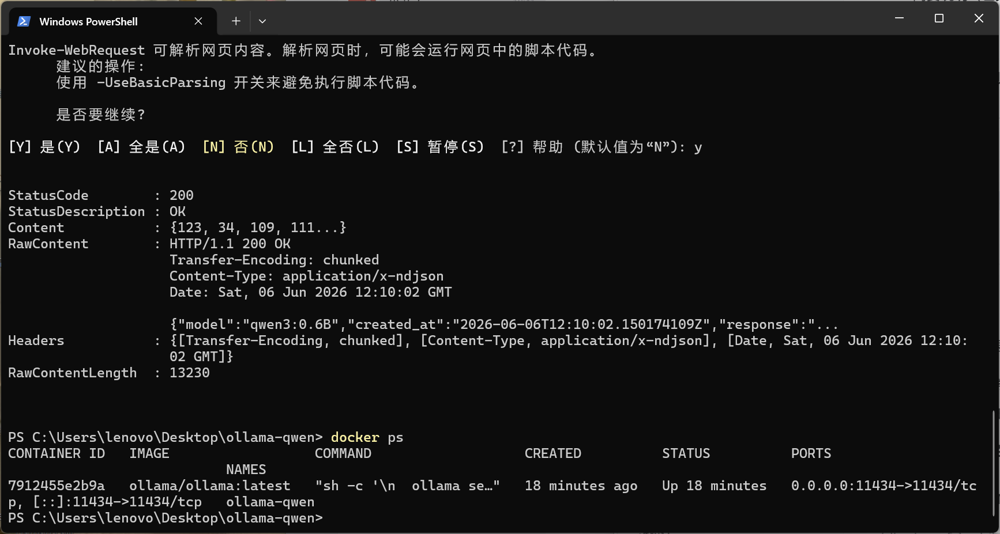 Windows PowerShell
Invoke-WebRequest 可解析网页内容。解析网页时，可能会运行网页中的脚本代码。
建议的操作:
使用 -UseBasicParsing 开关来避免执行脚本代码。
是否要继续?
[Y] 是(Y)  [A] 全是(A)  [N] 否(N)  [L] 全否(L)  [S] 暂停(S)  [?] 帮助 (默认值为“N”): y
StatusCode        : 200
StatusDescription : OK
Content           : {123, 34, 109, 111...}
RawContent        : HTTP/1.1 200 OK
Transfer-Encoding: chunked
Content-Type: application/x-ndjson
Date: Sat, 06 Jun 2026 12:10:02 GMT
{"model":"qwen3:0.6B","created_at":"2026-06-06T12:10:02.150174109Z","response":"...
Headers           : {[Transfer-Encoding, chunked], [Content-Type, application/x-ndjson], [Date, Sat, 06 Jun 2026 12:10:
02 GMT]}
RawContentLength  : 13230
PS C:\Users\lenovo\Desktop\ollama-qwen> docker ps
CONTAINER ID   IMAGE                  COMMAND                   CREATED          STATUS          PORTS
NAMES
7912455e2b9a   ollama/ollama:latest   "sh -c '\n  ollama se…"   18 minutes ago   Up 18 minutes   0.0.0.0:11434->11434/tc
p, [::]:11434->11434/tcp   ollama-qwen
PS C:\Users\lenovo\Desktop\ollama-qwen>